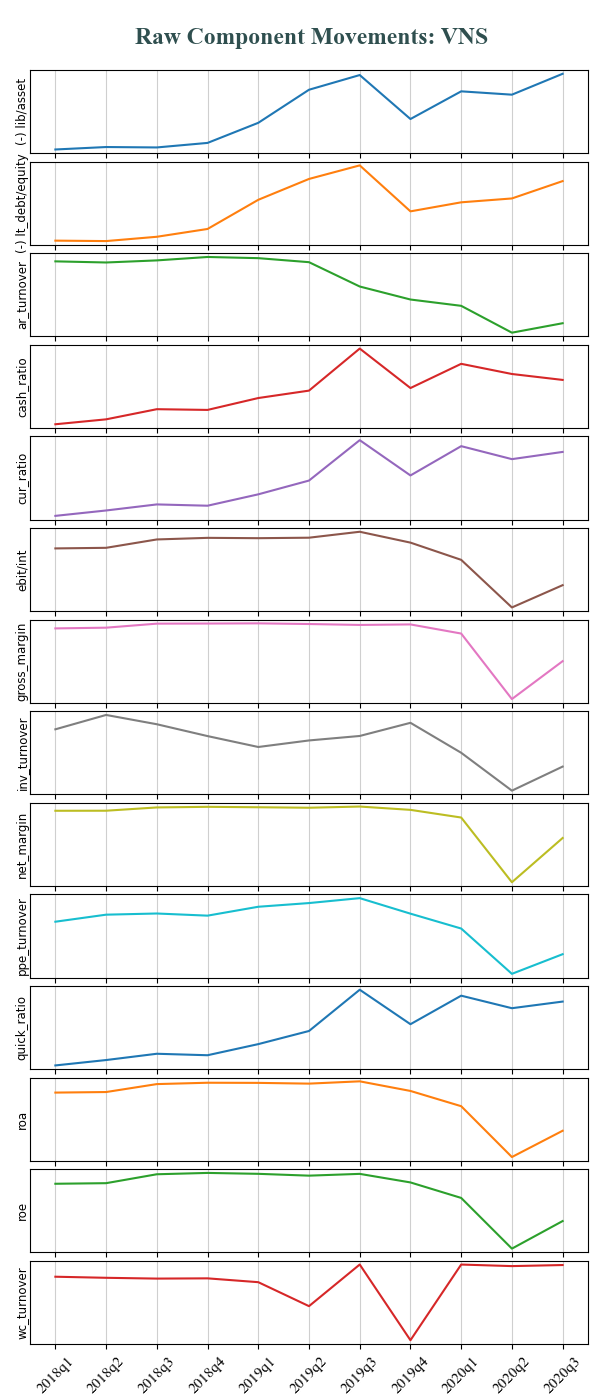 Raw Component Movements: VNS
(-) lib/asset
(-) lt_debt/equity
ar_turnover
cash_ratio
cur_ratio
ebit/int
gross_margin
inv_turnover
net_margin
ppe_turnover
quick_ratio
roa
roe
wc_turnover
2018q1
2018q2
2018q3
2018q4
2019q1
2019q2
2019q3
2019q4
2020q1
2020q2
2020q3